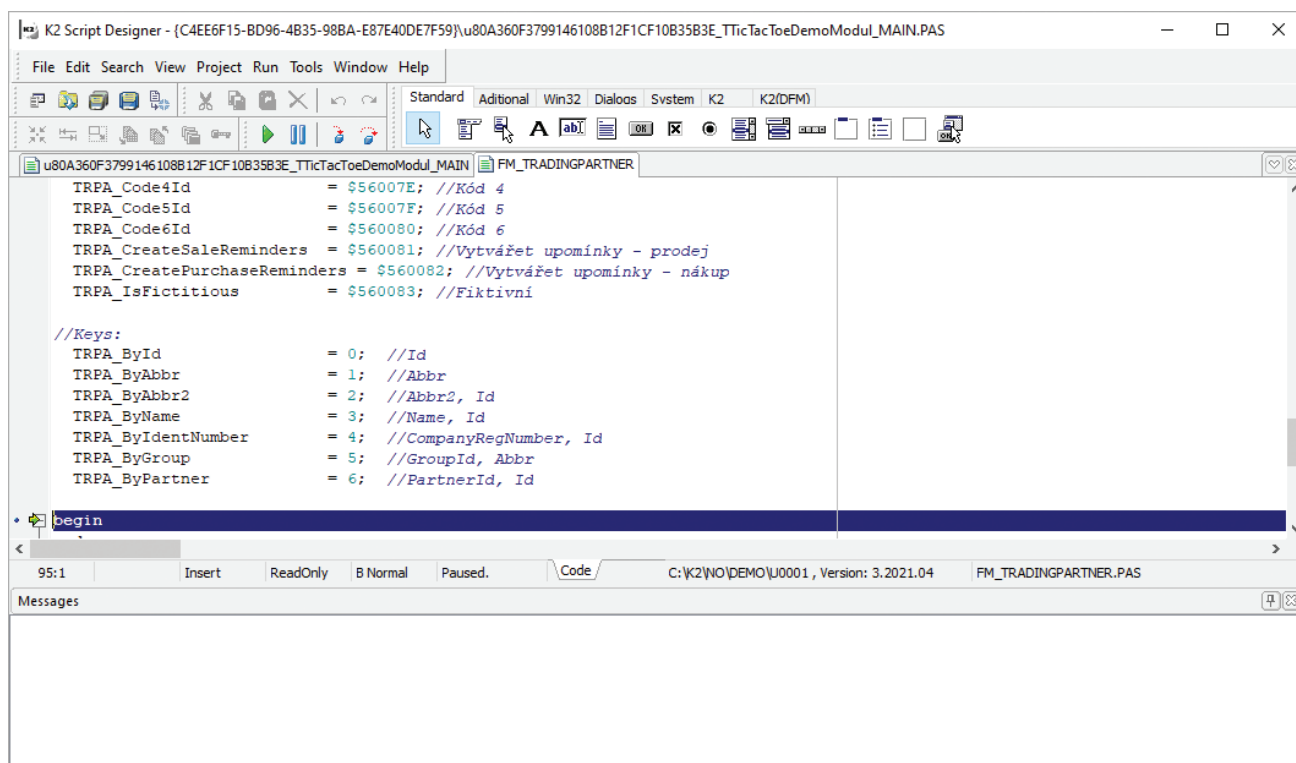 K2 Script Designer - {C4EE6F15-BD96-4B35-98BA-E87E40DE7F59}\u80A360F3799146108B12F1CF10B35B3E_TTicTacToeDemoModul_MAIN.PAS
File Edit Search View Project Run Tools Window Help
Standard Aditional Win32 Dialogs System K2 K2(DFM)
u80A360F3799146108B12F1CF10B35B3E_TTicTacToeDemoModul_MAIN FM_TRADINGPARTNER
TRPA_Code4Id = $56007E; //Kód 4
TRPA_Code5Id = $56007F; //Kód 5
TRPA_Code6Id = $560080; //Kód 6
TRPA_CreateSaleReminders = $560081; //Vytvářet upomínky - prodej
TRPA_CreatePurchaseReminders = $560082; //Vytvářet upomínky - nákup
TRPA_IsFictitious = $560083; //Fiktivní
//Keys:
TRPA_ById = 0; //Id
TRPA_ByAbbr = 1; //Abbr
TRPA_ByAbbr2 = 2; //Abbr2, Id
TRPA_ByName = 3; //Name, Id
TRPA_ByIdentNumber = 4; //CompanyRegNumber, Id
TRPA_ByGroup = 5; //GroupId, Abbr
TRPA_ByPartner = 6; //PartnerId, Id
begin
95:1 Insert ReadOnly B Normal Paused. Code C:\K2\NO\DEMO\U0001 , Version: 3.2021.04 FM_TRADINGPARTNER.PAS
Messages